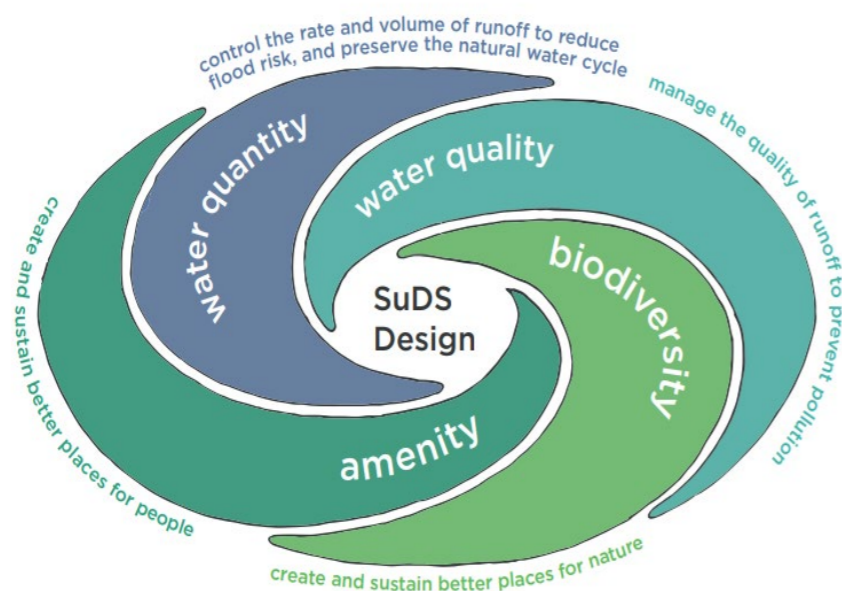 control the rate and volume of runoff to reduce
flood risk, and preserve the natural water cycle
manage the quality of runoff to prevent pollution
water quantity
water quality
biodiversity
SuDS
Design
amenity
create and sustain better places for people
create and sustain better places for nature